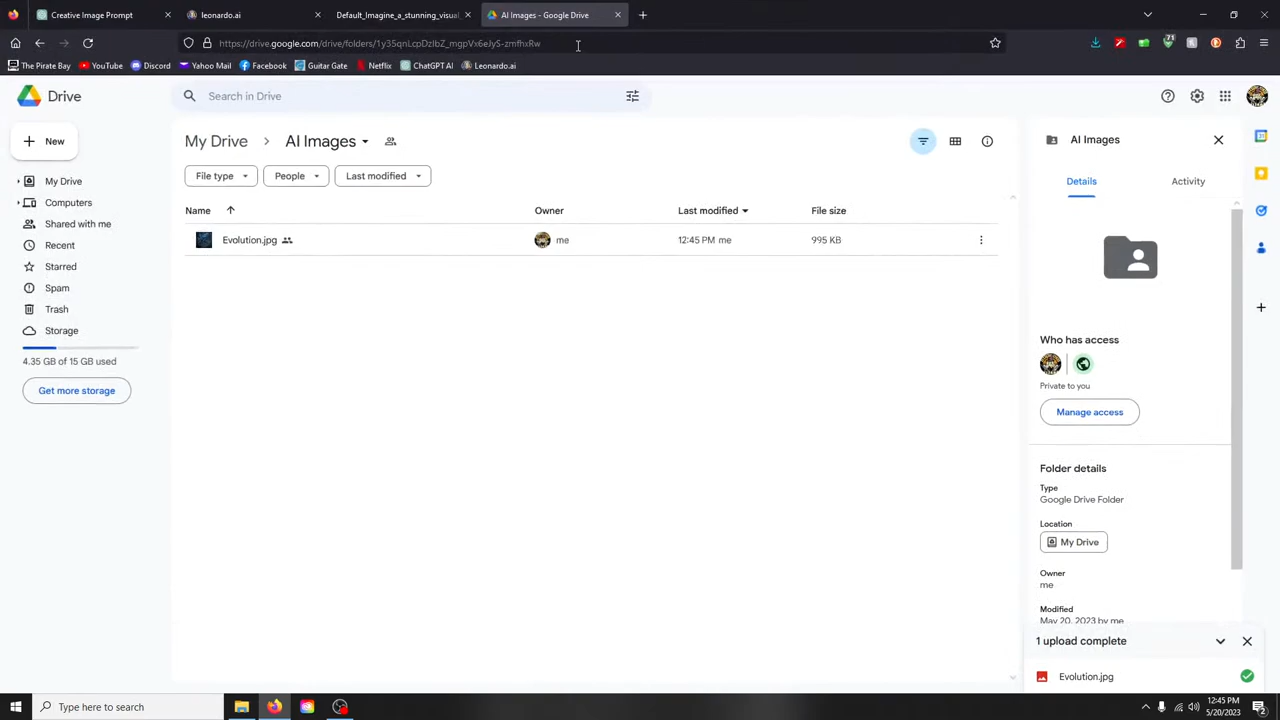 Creative Image Prompt
leonardo.ai
Default_Imagine_a_stunning_visual
AI Images - Google Drive
https://drive.google.com/drive/folders/1y35qnLcpDzIbZ_mgpVx6eJyS-zmfhxRw
The Pirate Bay
YouTube
Discord
Yahoo Mail
Facebook
Guitar Gate
Netflix
ChatGPT AI
Leonardo.ai
Drive
Search in Drive
New
My Drive
Computers
Shared with me
Recent
Starred
Spam
Trash
Storage
4.35 GB of 15 GB used
Get more storage
My Drive > AI Images
File type
People
Last modified
Name
Owner
Last modified
File size
Evolution.jpg
me
12:45 PM me
995 KB
AI Images
Details
Activity
Who has access
Private to you
Manage access
Folder details
Type
Google Drive Folder
Location
My Drive
Owner
me
Modified
May 20, 2023 by me
1 upload complete
Evolution.jpg
Type here to search
12:45 PM
5/20/2023
2